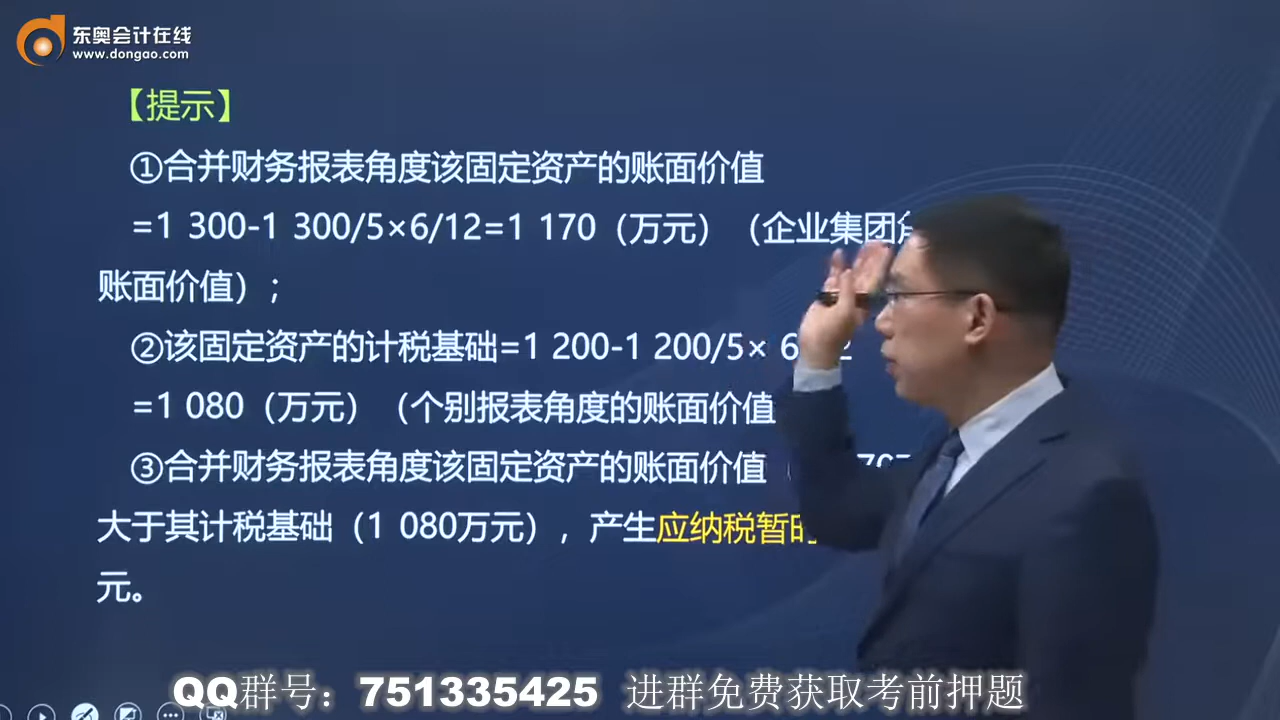 东奥会计在线
www.dongao.com
【提示】
①合并财务报表角度该固定资产的账面价值
=1 300-1 300/5×6/12=1 170（万元）（企业集团角
账面价值）；
②该固定资产的计税基础=1 200-1 200/5× 6
=1 080（万元）（个别报表角度的账面价值
③合并财务报表角度该固定资产的账面价值
大于其计税基础（1 080万元），产生应纳税暂时
元。
QQ群号：751335425 进群免费获取考前押题